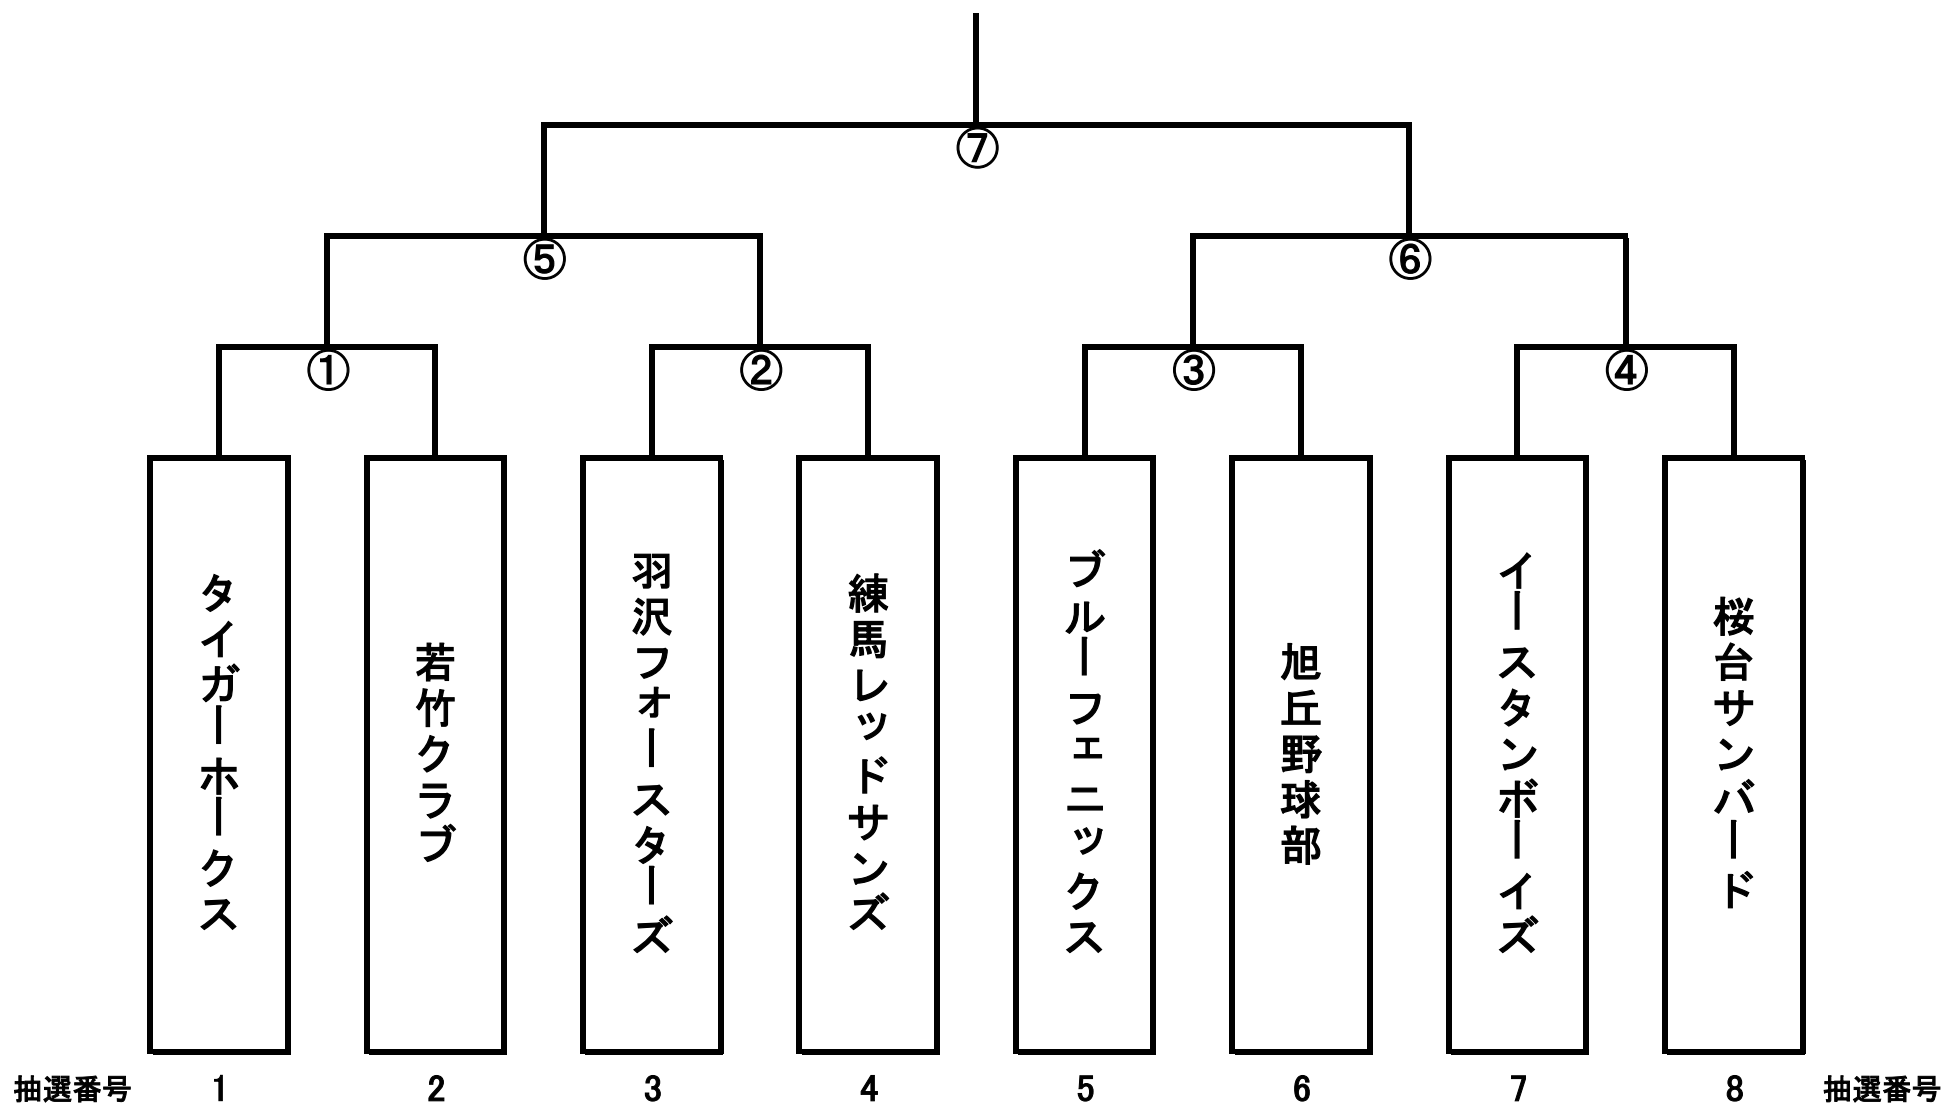 ⑦
⑤
⑥
①
②
③
④
タイガーホークス
若竹クラブ
羽沢フォースターズ
練馬レッドサンズ
ブルーフェニックス
旭丘野球部
イースタンボーイズ
桜台サンバード
抽選番号 1 2 3 4 5 6 7 8 抽選番号